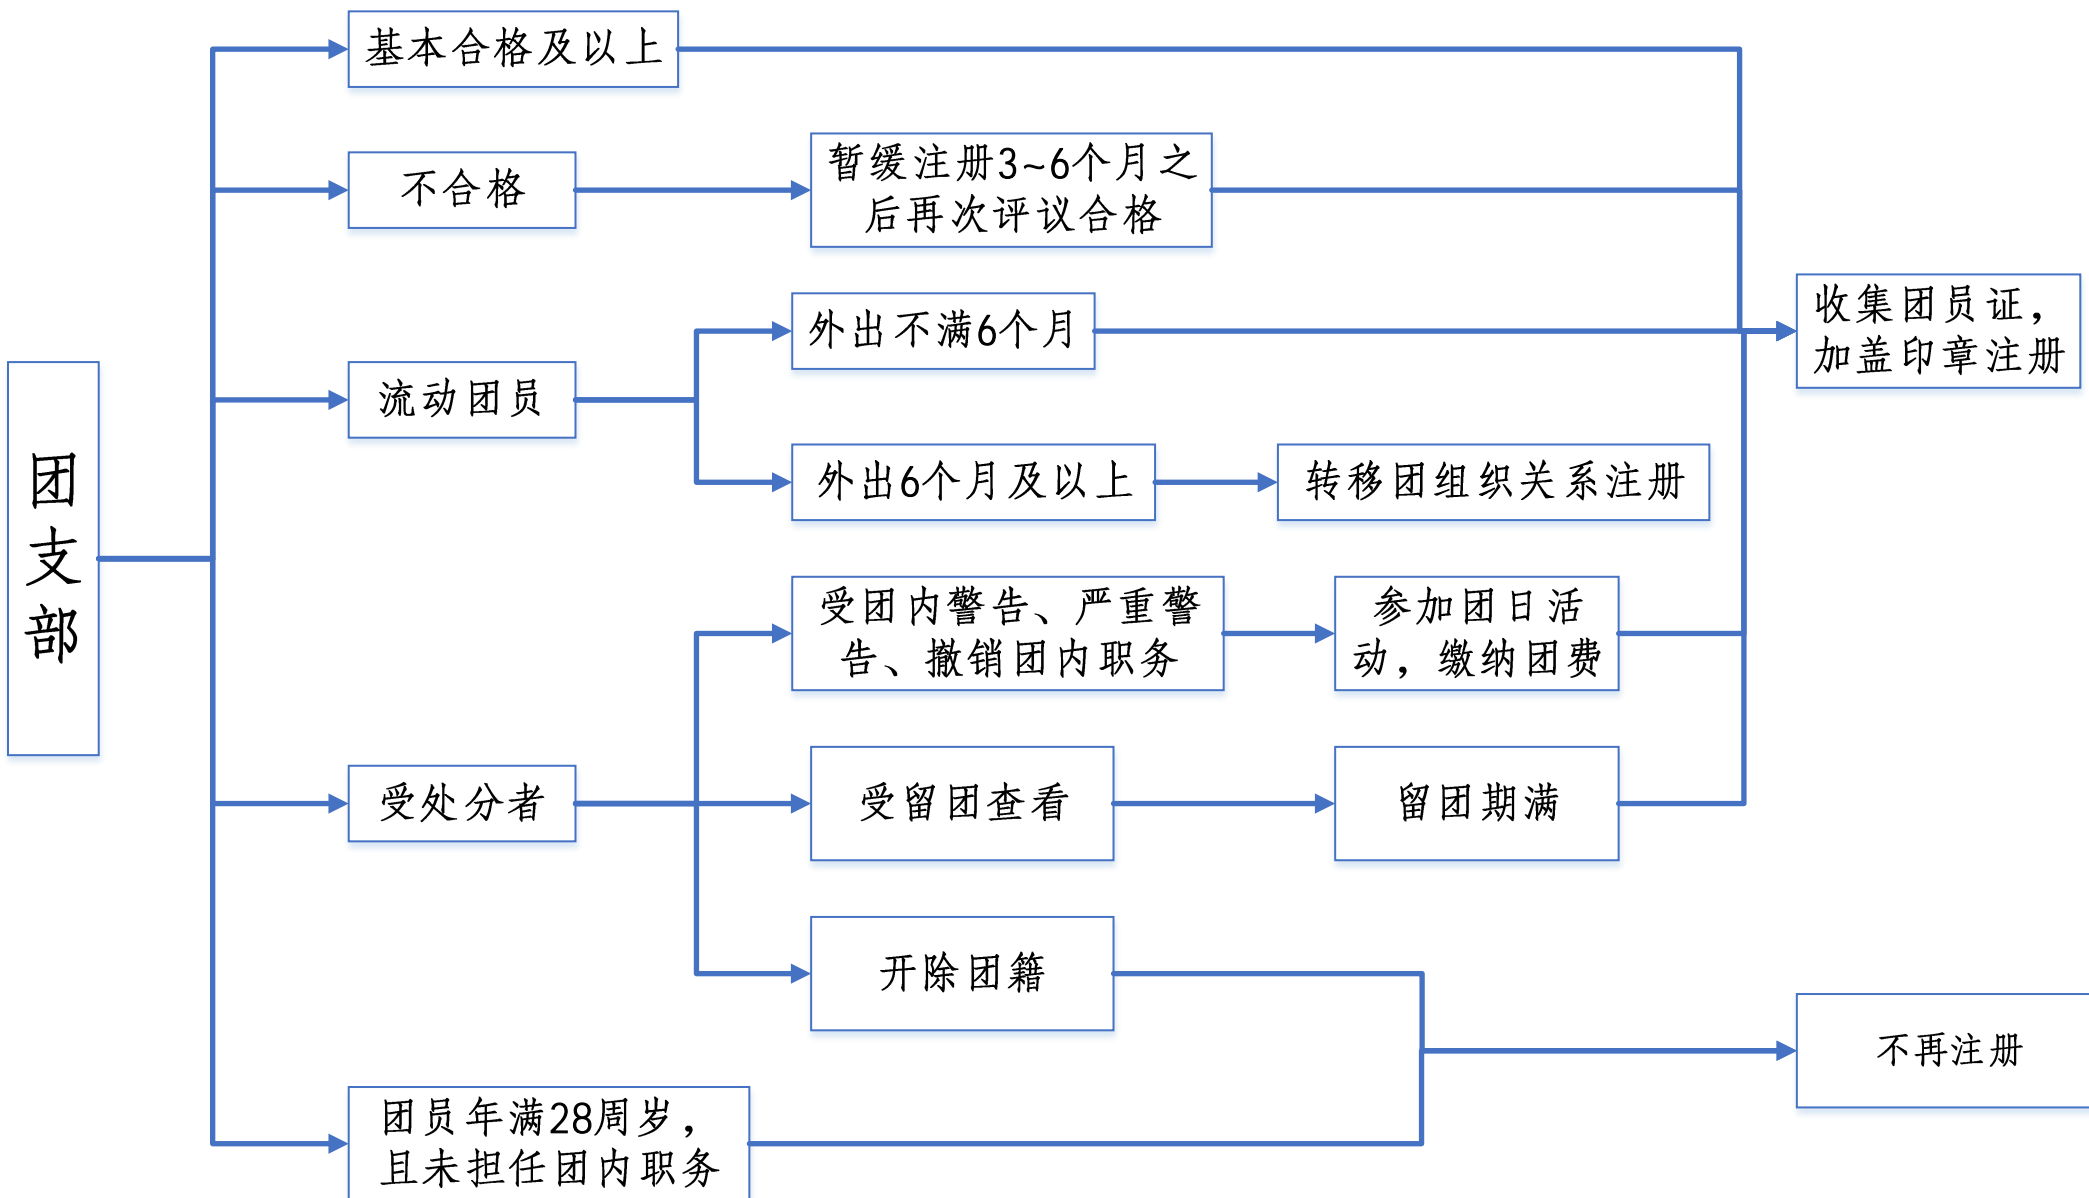 团支部
基本合格及以上
不合格
暂缓注册3~6个月之
后再次评议合格
流动团员
外出不满6个月
外出6个月及以上
转移团组织关系注册
收集团员证，
加盖印章注册
受处分者
受团内警告、严重警
告、撤销团内职务
参加团日活
动，缴纳团费
受留团查看
留团期满
开除团籍
团员年满28周岁，
且未担任团内职务
不再注册